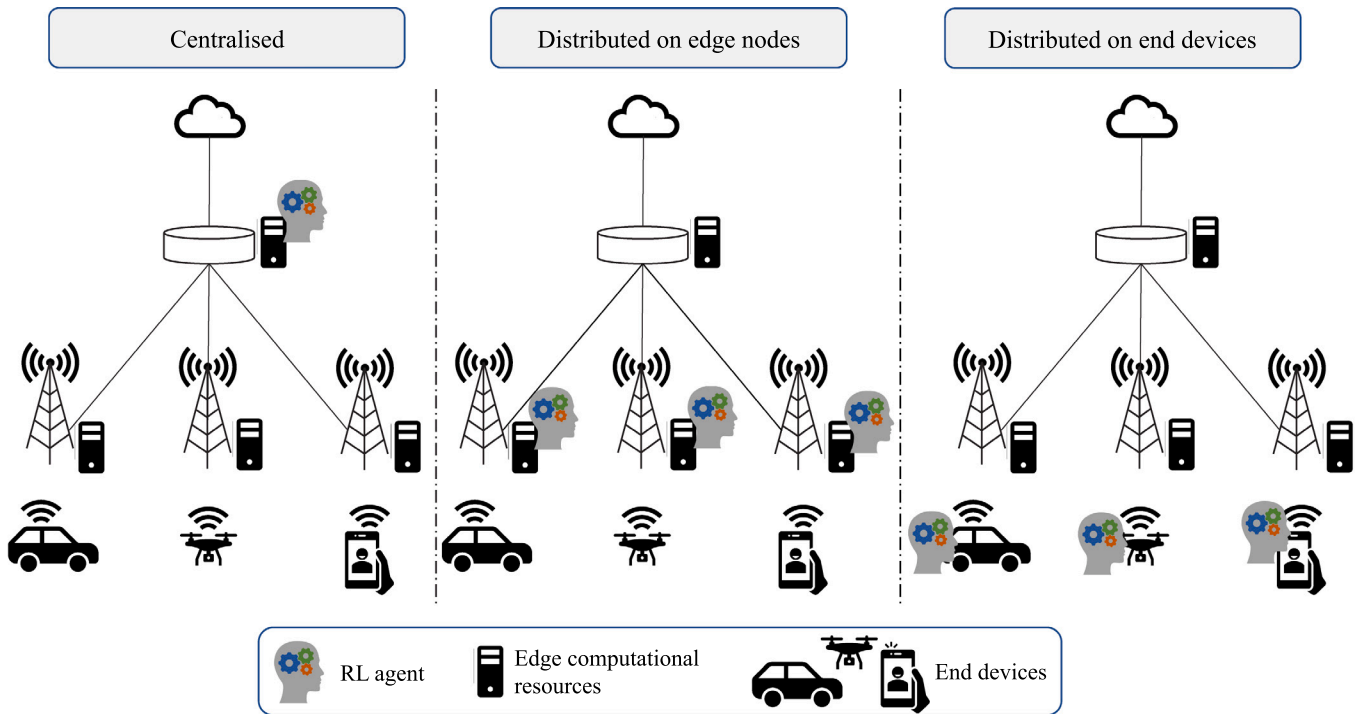 Centralised
Distributed on edge nodes
Distributed on end devices
RL agent
Edge computational
resources
End devices